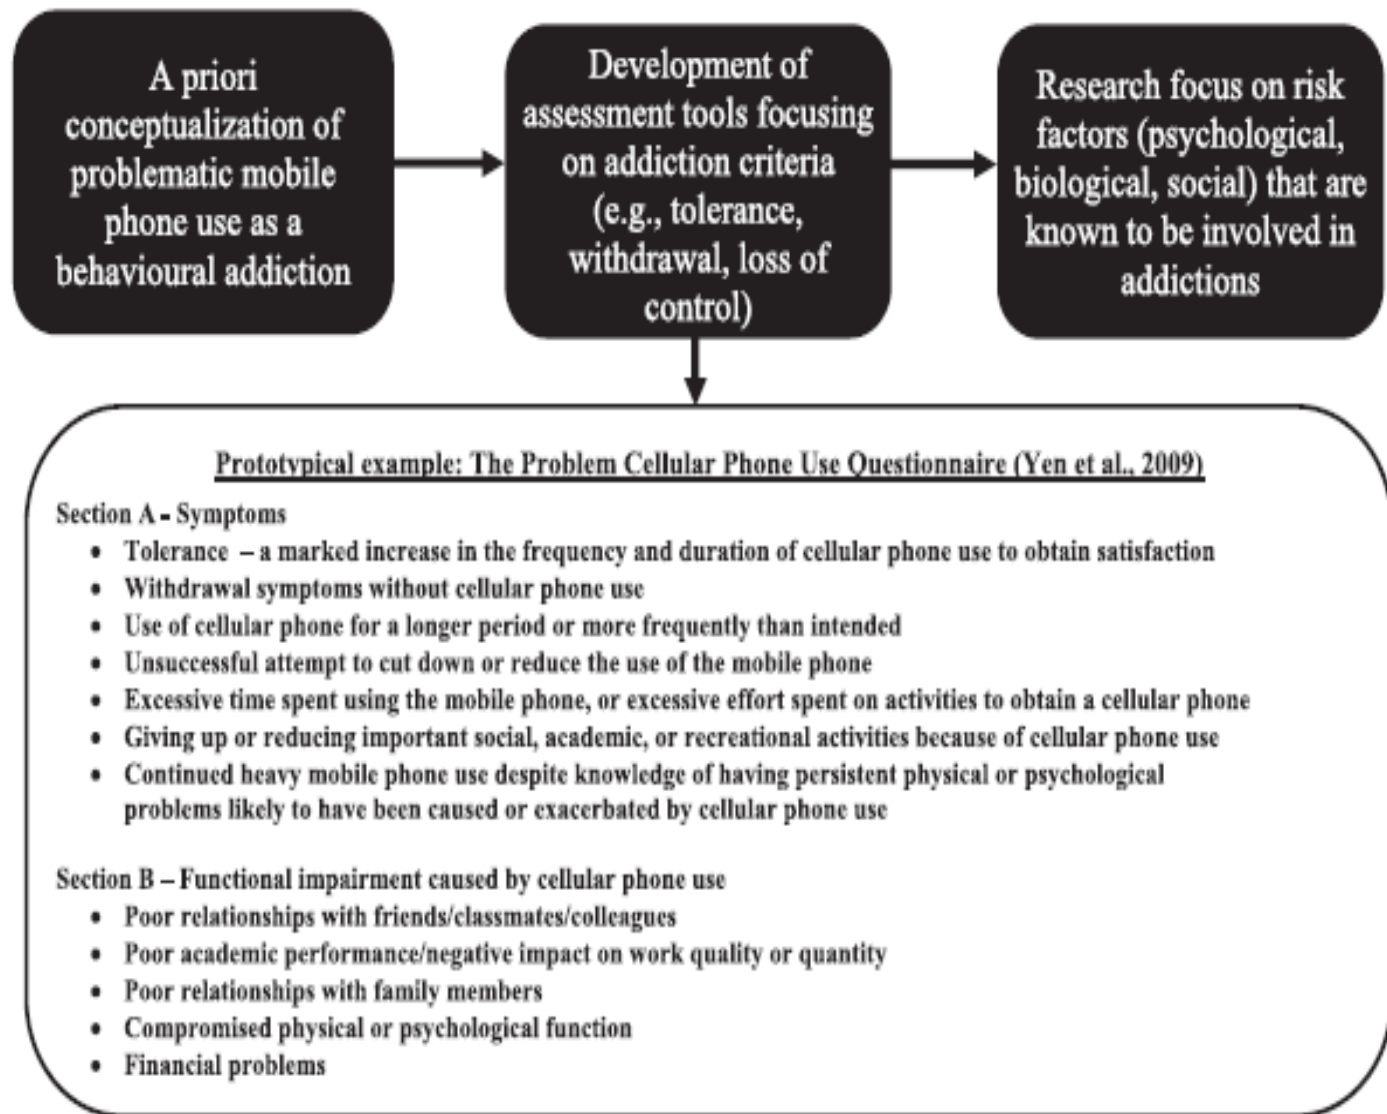 A priori
conceptualization of
problematic mobile
phone use as a
behavioural addiction
Development of
assessment tools focusing
on addiction criteria
(e.g., tolerance,
withdrawal, loss of
control)
Research focus on risk
factors (psychological,
biological, social) that are
known to be involved in
addictions
Prototypical example: The Problem Cellular Phone Use Questionnaire (Yen et al., 2009)
Section A - Symptoms
• Tolerance – a marked increase in the frequency and duration of cellular phone use to obtain satisfaction
• Withdrawal symptoms without cellular phone use
• Use of cellular phone for a longer period or more frequently than intended
• Unsuccessful attempt to cut down or reduce the use of the mobile phone
• Excessive time spent using the mobile phone, or excessive effort spent on activities to obtain a cellular phone
• Giving up or reducing important social, academic, or recreational activities because of cellular phone use
• Continued heavy mobile phone use despite knowledge of having persistent physical or psychological
problems likely to have been caused or exacerbated by cellular phone use
Section B – Functional impairment caused by cellular phone use
• Poor relationships with friends/classmates/colleagues
• Poor academic performance/negative impact on work quality or quantity
• Poor relationships with family members
• Compromised physical or psychological function
• Financial problems